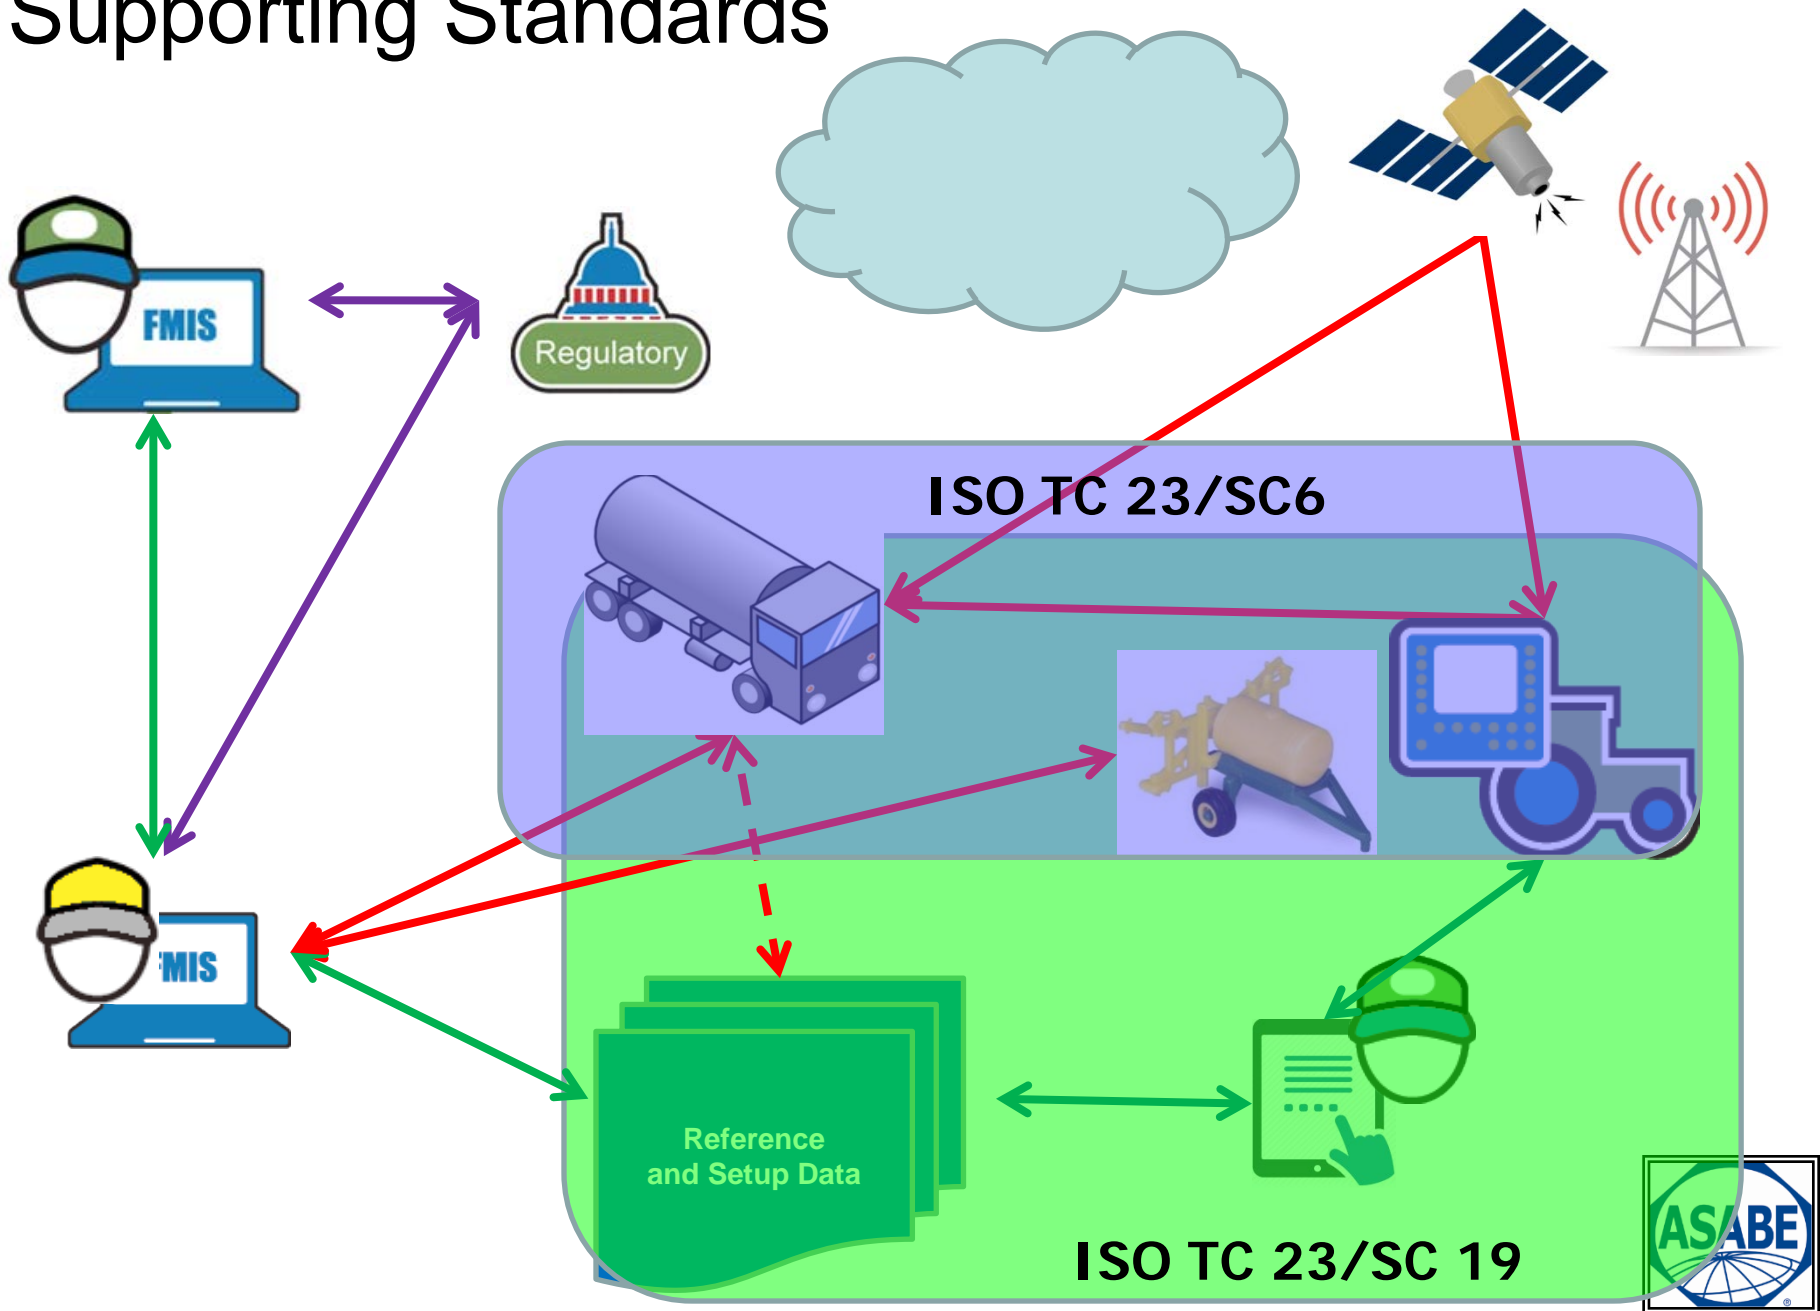 Supporting Standards
FMIS
Regulatory
ISO TC 23/SC6
MIS
Reference
and Setup Data
ISO TC 23/SC 19
ASABE
®